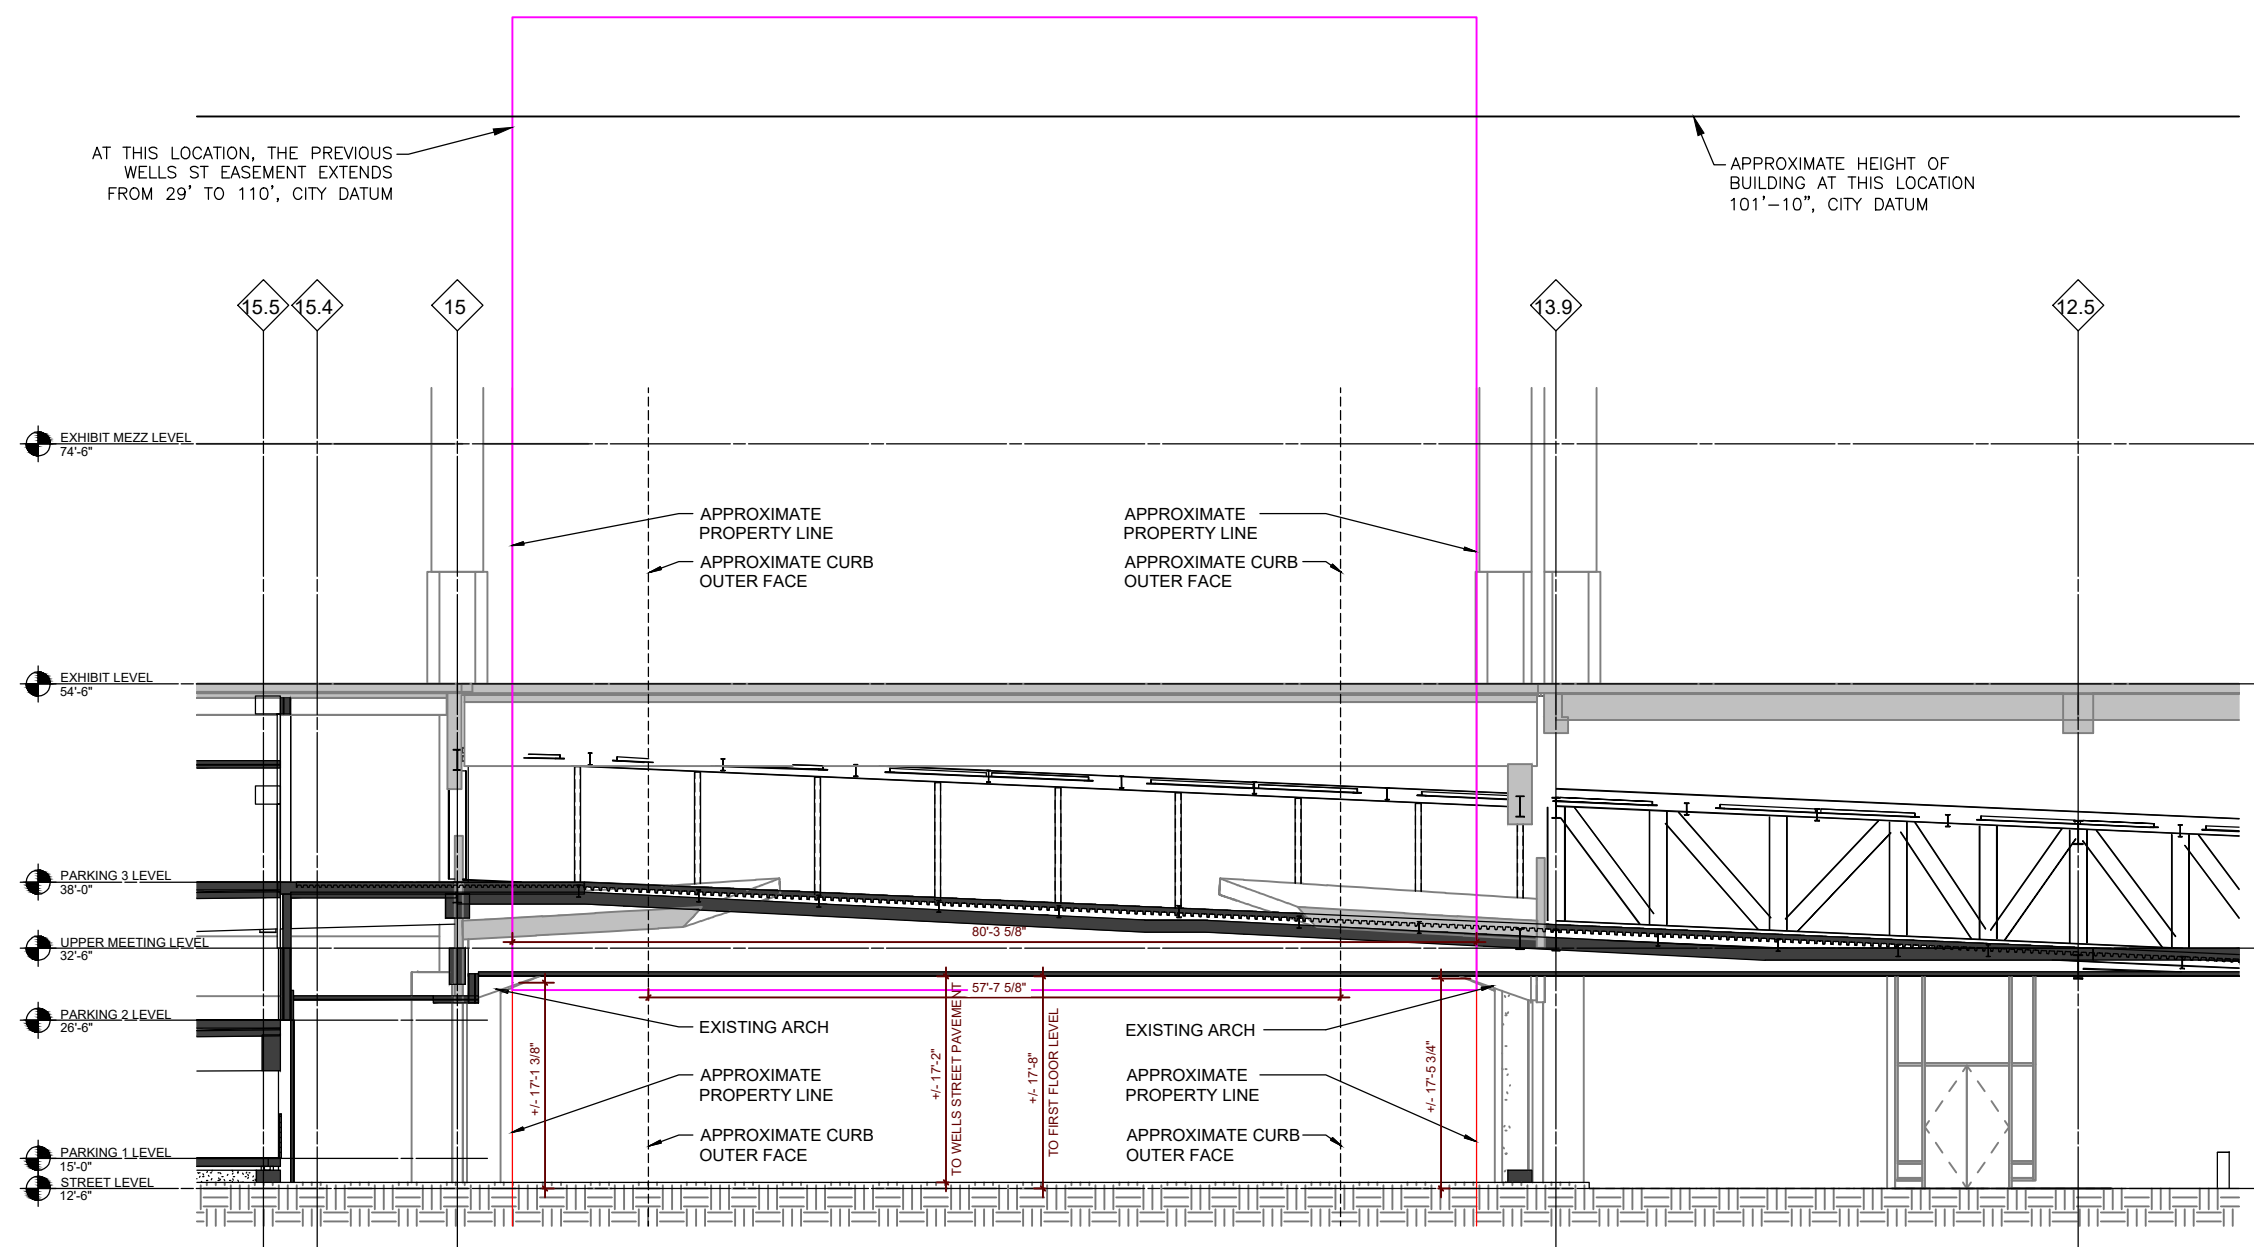 AT THIS LOCATION, THE PREVIOUS
WELLS ST EASEMENT EXTENDS
FROM 29' TO 110', CITY DATUM
APPROXIMATE HEIGHT OF
BUILDING AT THIS LOCATION
101'-10", CITY DATUM
15.5
15.4
15
13.9
12.5
EXHIBIT MEZZ LEVEL
74'-6"
APPROXIMATE
PROPERTY LINE
APPROXIMATE CURB
OUTER FACE
APPROXIMATE
PROPERTY LINE
APPROXIMATE CURB
OUTER FACE
EXHIBIT LEVEL
54'-6"
PARKING 3 LEVEL
38'-0"
UPPER MEETING LEVEL
32'-6"
80'-3 5/8"
57'-7 5/8"
PARKING 2 LEVEL
26'-6"
EXISTING ARCH
EXISTING ARCH
+/- 17'-1 3/8"
+/- 17'-2"
TO WELLS STREET PAVEMENT
+/- 17'-8"
TO FIRST FLOOR LEVEL
+/- 17'-5 3/4"
APPROXIMATE
PROPERTY LINE
APPROXIMATE
PROPERTY LINE
APPROXIMATE CURB
OUTER FACE
APPROXIMATE CURB
OUTER FACE
PARKING 1 LEVEL
15'-0"
STREET LEVEL
12'-6"